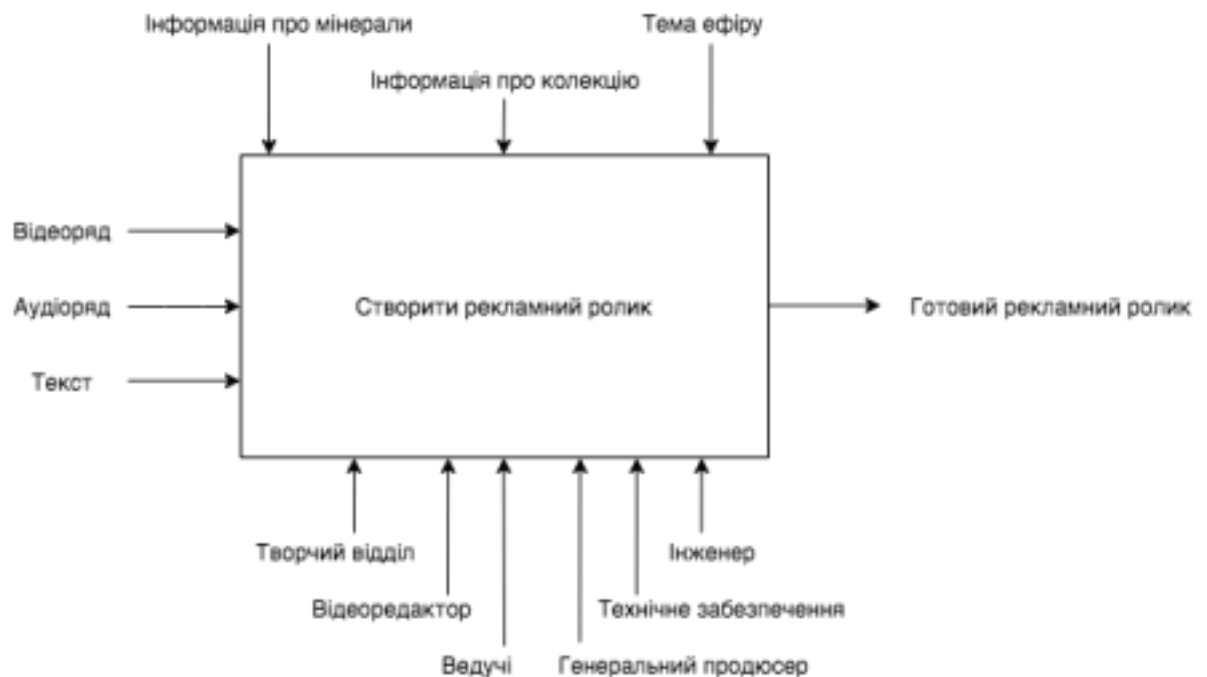 Інформація про мінерали
Тема ефіру
Інформація про колекцію
Відеоряд
Аудіоряд
Створити рекламний ролик
Готовий рекламний ролик
Текст
Творчий відділ
Інженер
Відеоредактор
Технічне забезпечення
Ведучі
Генеральний продюсер